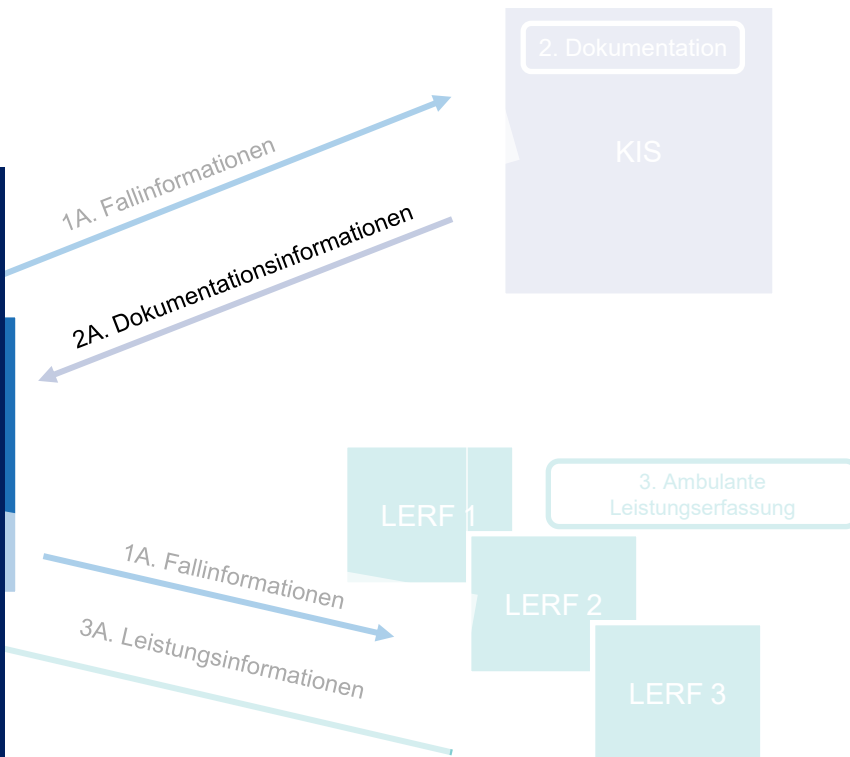 2. Dokumentation
KIS
1A. Fallinformationen
2A. Dokumentationsinformationen
LERF 1
3. Ambulante
Leistungserfassung
1A. Fallinformationen
LERF 2
3A. Leistungsinformationen
LERF 3